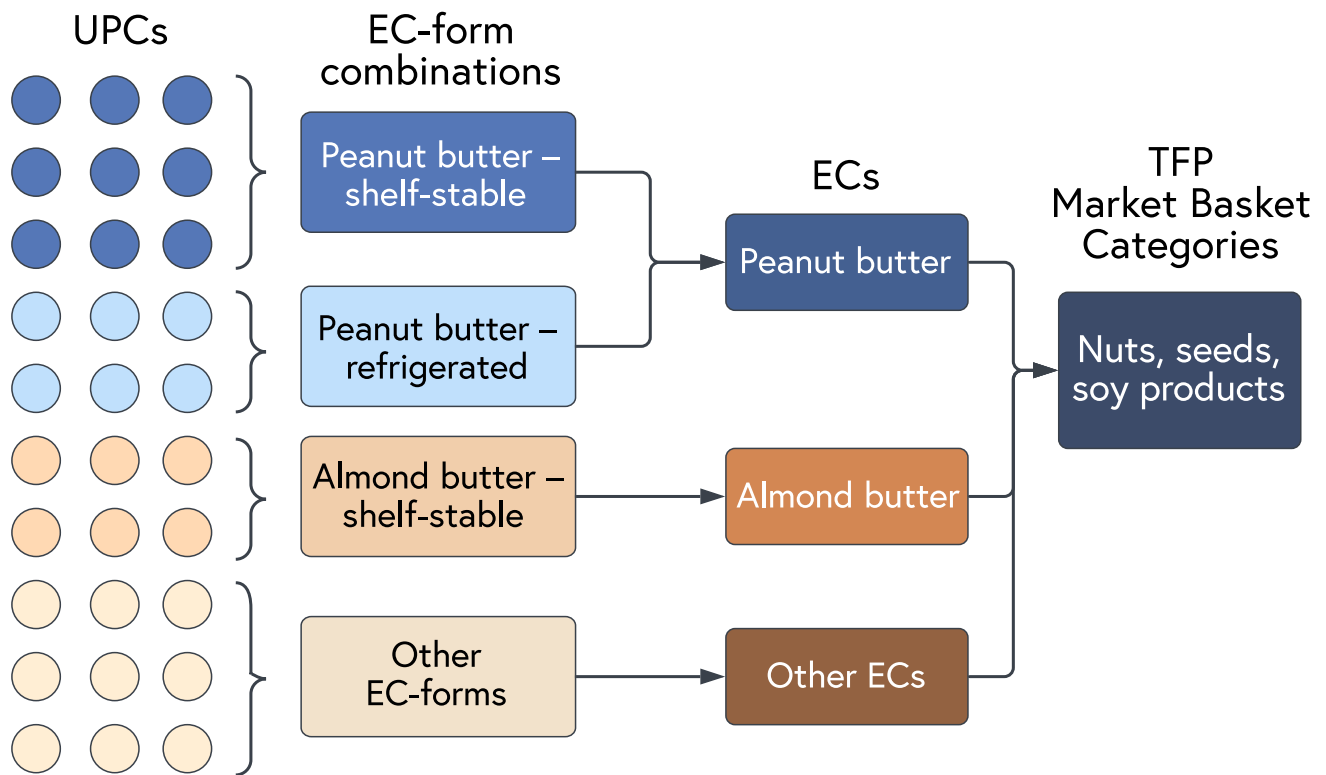 UPCs
EC-form
combinations
Peanut butter –
shelf-stable
Peanut butter –
refrigerated
Almond butter –
shelf-stable
Other
EC-forms
ECs
Peanut butter
Almond butter
Other ECs
TFP
Market Basket
Categories
Nuts, seeds,
soy products